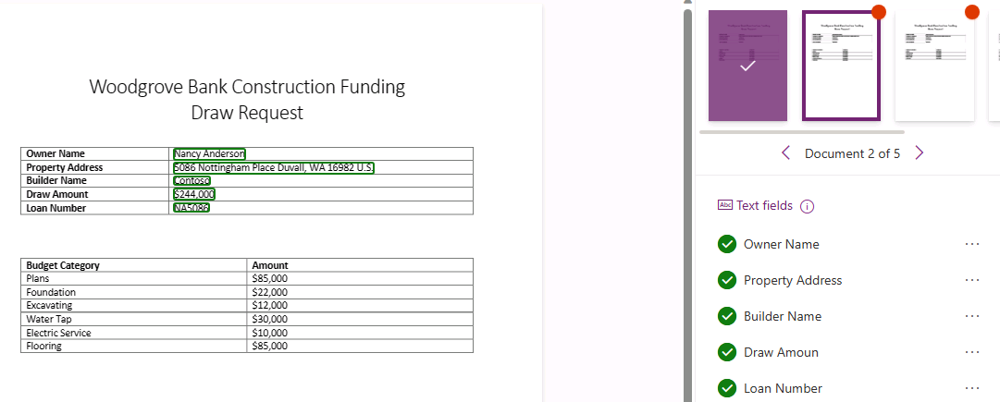 Woodgrove Bank Construction Funding
Draw Request
Owner Name Nancy Anderson
Property Address 5086 Nottingham Place Duvall, WA 16982 U.S.
Builder Name Contoso
Draw Amount $244,000
Loan Number NA5086
Budget Category Amount
Plans $85,000
Foundation $22,000
Excavating $12,000
Water Tap $30,000
Electric Service $10,000
Flooring $85,000
Document 2 of 5
Abc Text fields
Owner Name
Property Address
Builder Name
Draw Amoun
Loan Number